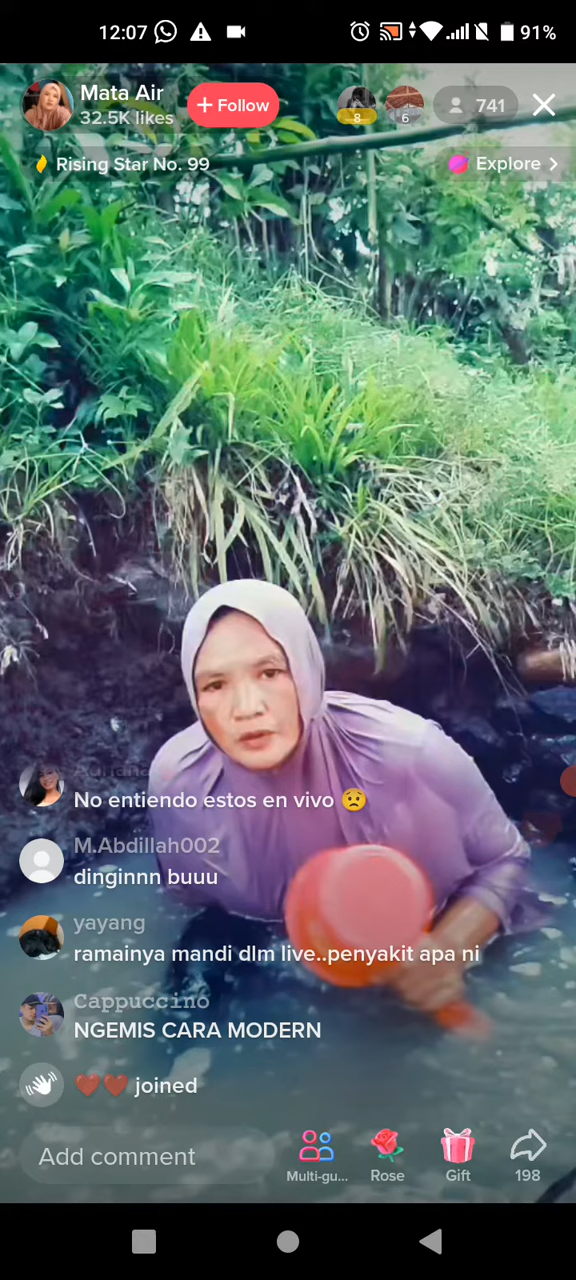 12:07
91%
Mata Air
32.5K likes
+ Follow
8
6
741
Rising Star No. 99
Explore >
No entiendo estos en vivo 😟
M.Abdillah002
dinginnn buuu
yayang
ramainya mandi dlm live..penyakit apa ni
Cappuccino
NGEMIS CARA MODERN
🤎🤎 joined
Add comment
Multi-gu...
Rose
Gift
198